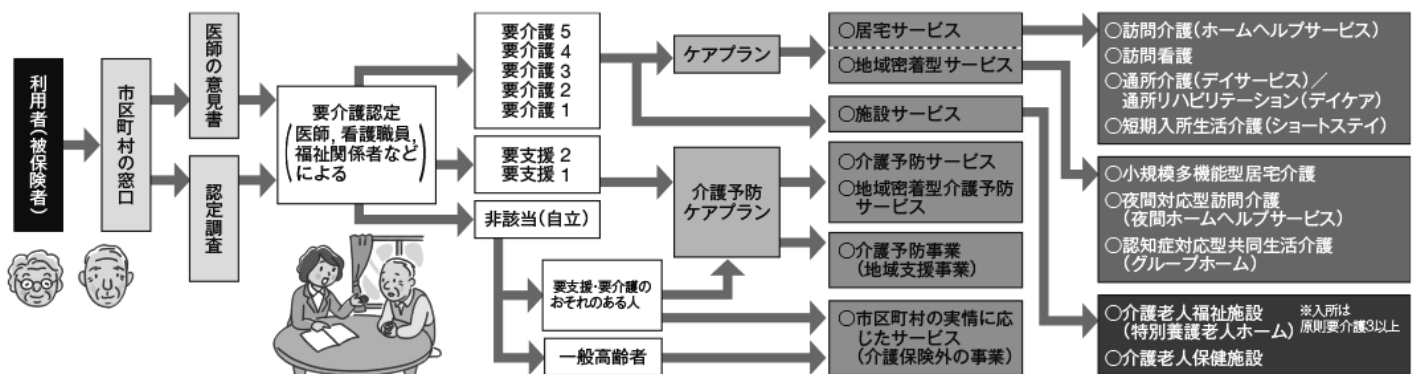 利用者(被保険者)
市区町村の窓口
医師の意見書
認定調査
要介護認定
(医師，看護職員，
福祉関係者など)
による
要介護 5
要介護 4
要介護 3
要介護 2
要介護 1
要支援 2
要支援 1
非該当(自立)
要支援・要介護の
おそれのある人
一般高齢者
ケアプラン
介護予防
ケアプラン
○居宅サービス
○地域密着型サービス
○施設サービス
○介護予防サービス
○地域密着型介護予防
サービス
○介護予防事業
(地域支援事業)
○市区町村の実情に応
じたサービス
(介護保険外の事業)
○訪問介護(ホームヘルプサービス)
○訪問看護
○通所介護(デイサービス)／
通所リハビリテーション(デイケア)
○短期入所生活介護(ショートステイ)
○小規模多機能型居宅介護
○夜間対応型訪問介護
(夜間ホームヘルプサービス)
○認知症対応型共同生活介護
(グループホーム)
○介護老人福祉施設
(特別養護老人ホーム)
※入所は
原則要介護3以上
○介護老人保健施設